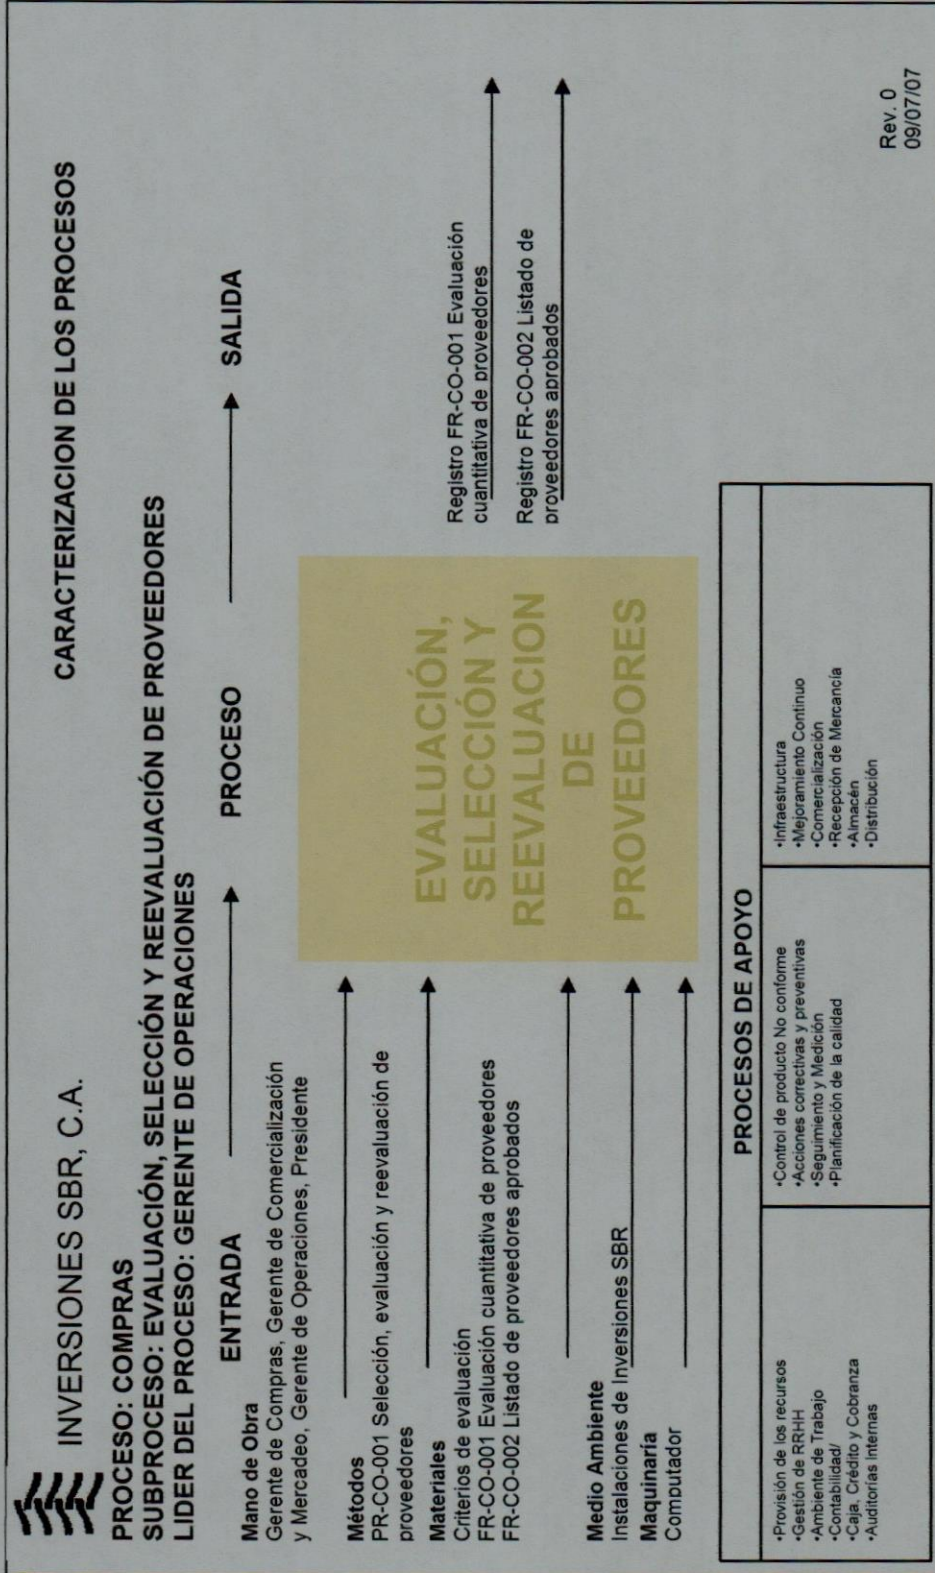 INVERSIONES SBR, C.A.
CARACTERIZACION DE LOS PROCESOS
PROCESO: COMPRAS
SUBPROCESO: EVALUACIÓN, SELECCIÓN Y REEVALUACIÓN DE PROVEEDORES
LIDER DEL PROCESO: GERENTE DE OPERACIONES
ENTRADA
PROCESO
SALIDA
Mano de Obra
Gerente de Compras, Gerente de Comercialización
y Mercadeo, Gerente de Operaciones, Presidente
Métodos
PR-CO-001 Selección, evaluación y reevaluación de
proveedores
Materiales
Criterios de evaluación
FR-CO-001 Evaluación cuantitativa de proveedores
FR-CO-002 Listado de proveedores aprobados
Medio Ambiente
Instalaciones de Inversiones SBR
Maquinaría
Computador
EVALUACIÓN,
SELECCIÓN Y
REEVALUACION
DE
PROVEEDORES
Registro FR-CO-001 Evaluación
cuantitativa de proveedores
Registro FR-CO-002 Listado de
proveedores aprobados
PROCESOS DE APOYO
•Provisión de los recursos
•Gestión de RRHH
•Ambiente de Trabajo
•Contabilidad/
•Caja, Crédito y Cobranza
•Auditorías Internas
•Control de producto No conforme
•Acciones correctivas y preventivas
•Seguimiento y Medición
•Planificación de la calidad
•Infraestructura
•Mejoramiento Continuo
•Comercialización
•Recepción de Mercancía
•Almacén
•Distribución
Rev. 0
09/07/07